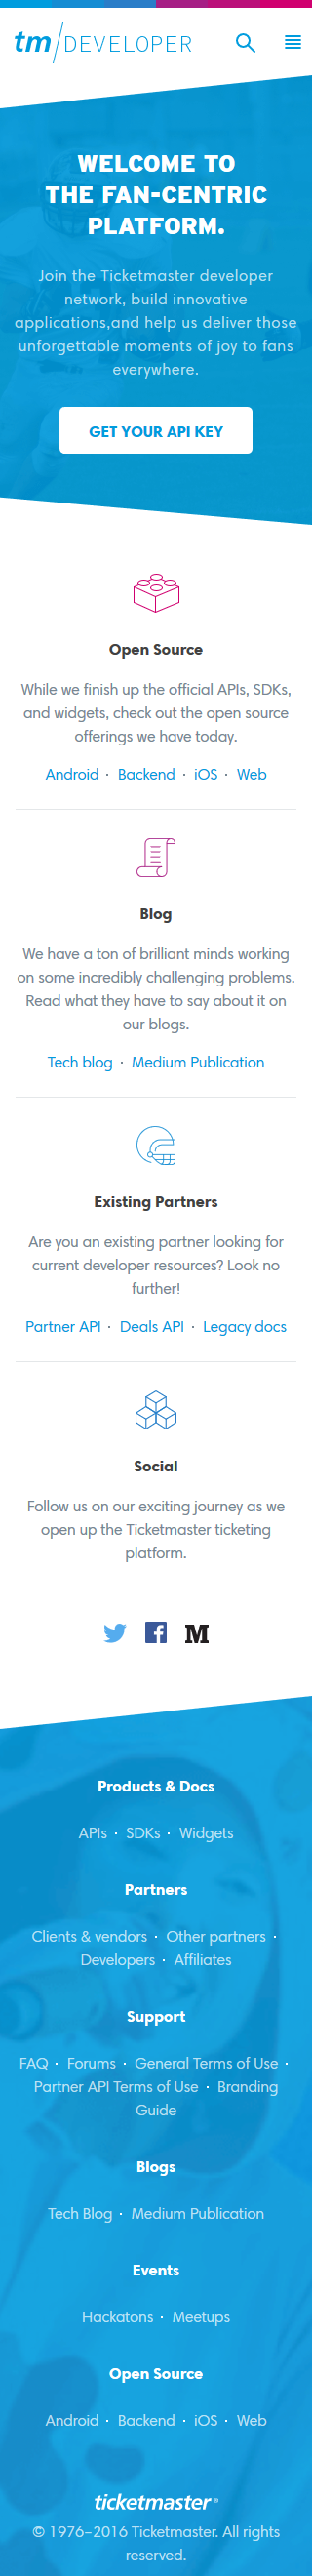 tm/DEVELOPER
WELCOME TO
THE FAN-CENTRIC
PLATFORM.
Join the Ticketmaster developer
network, build innovative
applications,and help us deliver those
unforgettable moments of joy to fans
everywhere.
GET YOUR API KEY
Open Source
While we finish up the official APIs, SDKs,
and widgets, check out the open source
offerings we have today.
Android · Backend · iOS · Web
Blog
We have a ton of brilliant minds working
on some incredibly challenging problems.
Read what they have to say about it on
our blogs.
Tech blog · Medium Publication
Existing Partners
Are you an existing partner looking for
current developer resources? Look no
further!
Partner API · Deals API · Legacy docs
Social
Follow us on our exciting journey as we
open up the Ticketmaster ticketing
platform.
M
Products & Docs
APIs · SDKs · Widgets
Partners
Clients & vendors · Other partners ·
Developers · Affiliates
Support
FAQ · Forums · General Terms of Use ·
Partner API Terms of Use · Branding
Guide
Blogs
Tech Blog · Medium Publication
Events
Hackatons · Meetups
Open Source
Android · Backend · iOS · Web
ticketmaster®
© 1976-2016 Ticketmaster. All rights
reserved.